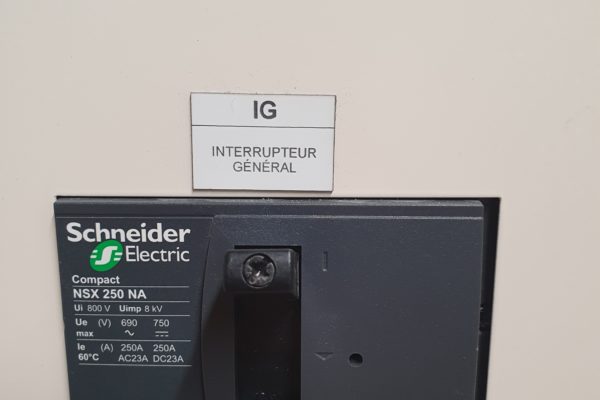 IG
INTERRUPTEUR
GÉNÉRAL
Schneider
Electric
Compact
NSX 250 NA
Ui 800 V Uimp 8 kV
Ue (V) 690 750
max ~ ⎓
Ie (A) 250A 250A
60°C AC23A DC23A